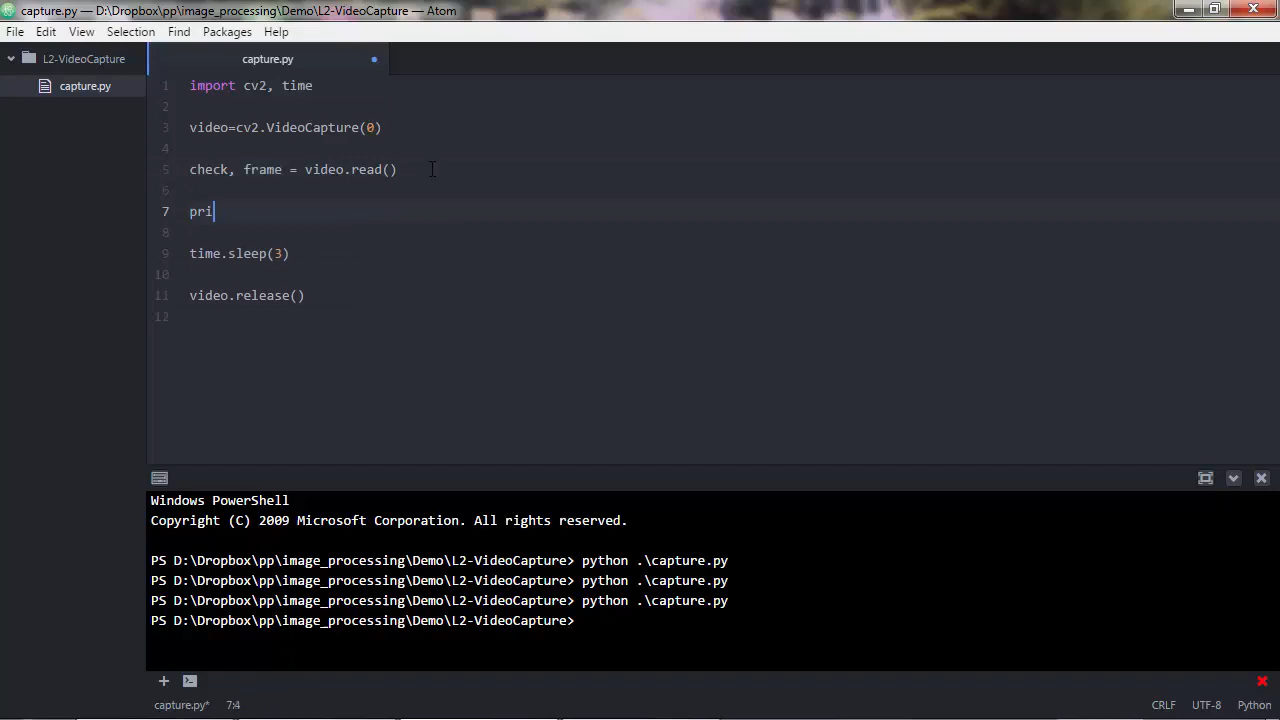 capture.py — D:\Dropbox\pp\image_processing\Demo\L2-VideoCapture — Atom
File Edit View Selection Find Packages Help
L2-VideoCapture
capture.py
capture.py
1 import cv2, time
2
3 video=cv2.VideoCapture(0)
4
5 check, frame = video.read()
6
7 pri
8
9 time.sleep(3)
10
11 video.release()
12
Windows PowerShell
Copyright (C) 2009 Microsoft Corporation. All rights reserved.
PS D:\Dropbox\pp\image_processing\Demo\L2-VideoCapture> python .\capture.py
PS D:\Dropbox\pp\image_processing\Demo\L2-VideoCapture> python .\capture.py
PS D:\Dropbox\pp\image_processing\Demo\L2-VideoCapture> python .\capture.py
PS D:\Dropbox\pp\image_processing\Demo\L2-VideoCapture>
capture.py* 7:4 CRLF UTF-8 Python